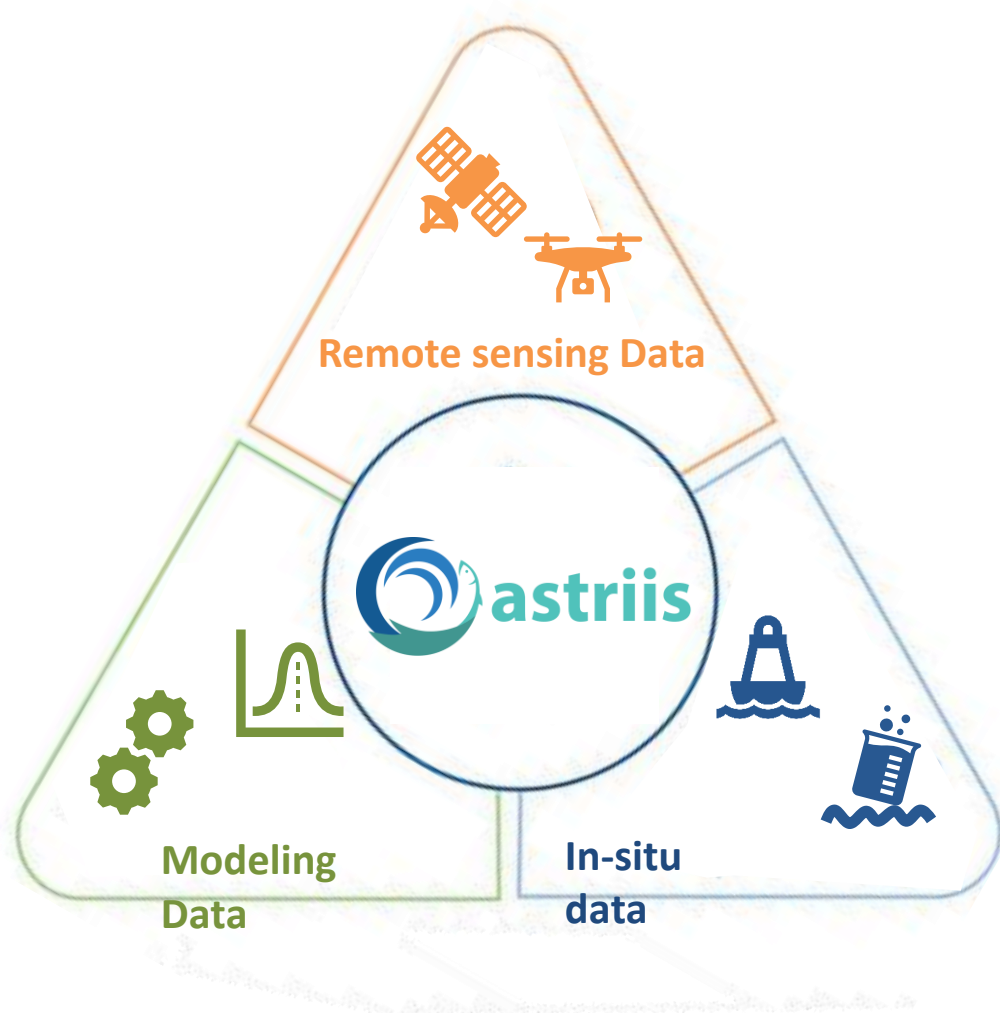 Remote sensing Data
astriis
Modeling
Data
In-situ
data